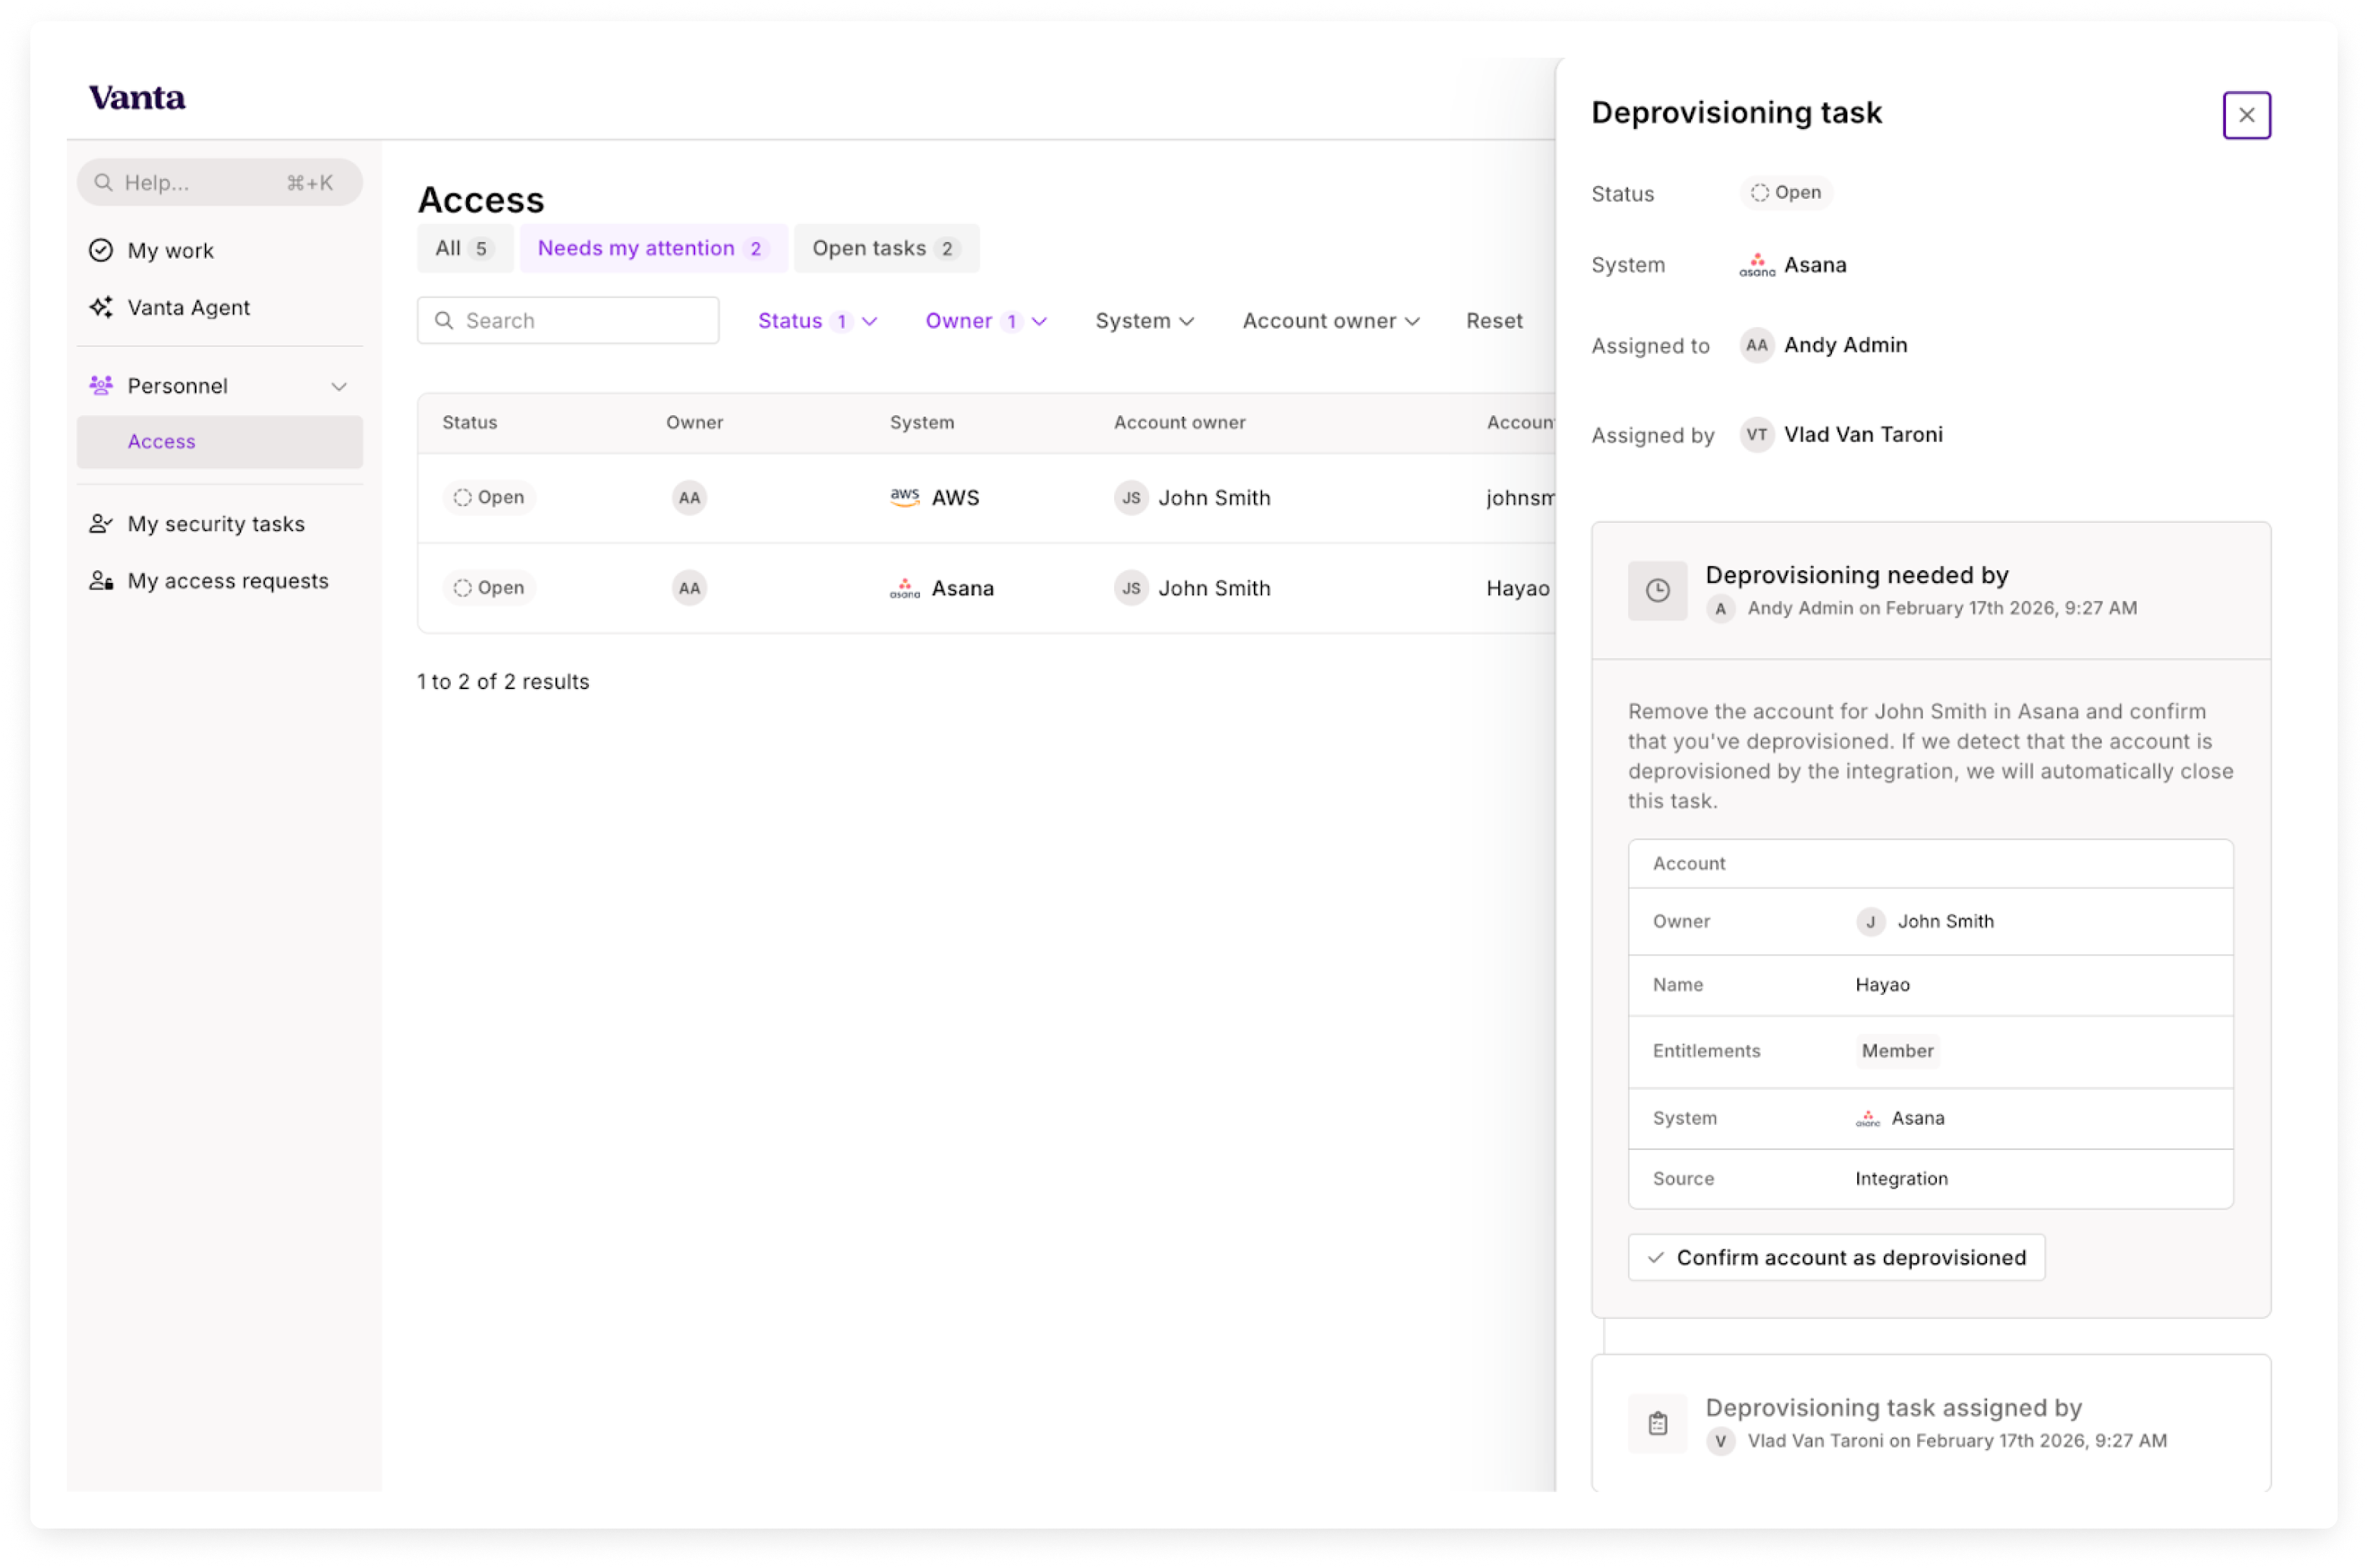 Vanta
Help... ⌘+K
My work
Vanta Agent
Personnel
Access
My security tasks
My access requests
Access
All 5 Needs my attention 2 Open tasks 2
Search Status 1 Owner 1 System Account owner Reset
Status Owner System Account owner Accoun
Open AA aws AWS JS John Smith johnsm
Open AA asana Asana JS John Smith Hayao
1 to 2 of 2 results
Deprovisioning task
Status Open
System asana Asana
Assigned to AA Andy Admin
Assigned by VT Vlad Van Taroni
Deprovisioning needed by
A Andy Admin on February 17th 2026, 9:27 AM
Remove the account for John Smith in Asana and confirm
that you've deprovisioned. If we detect that the account is
deprovisioned by the integration, we will automatically close
this task.
Account
Owner J John Smith
Name Hayao
Entitlements Member
System asana Asana
Source Integration
Confirm account as deprovisioned
Deprovisioning task assigned by
V Vlad Van Taroni on February 17th 2026, 9:27 AM